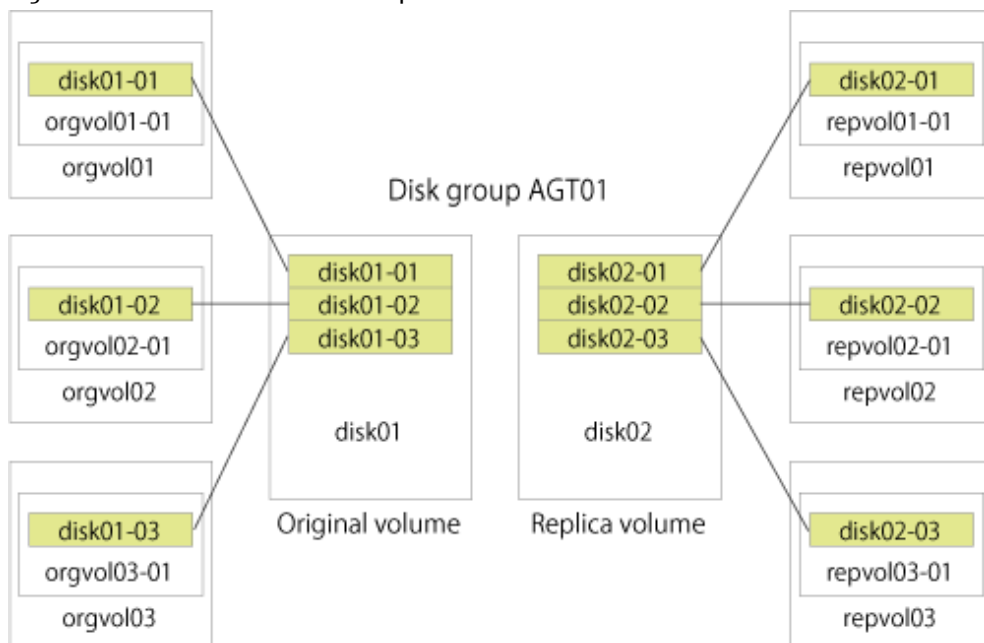 disk01-01
orgvol01-01
orgvol01
disk01-02
orgvol02-01
orgvol02
disk01-03
orgvol03-01
orgvol03
Disk group AGT01
disk01-01
disk01-02
disk01-03
disk01
Original volume
disk02-01
disk02-02
disk02-03
disk02
Replica volume
disk02-01
repvol01-01
repvol01
disk02-02
repvol02-01
repvol02
disk02-03
repvol03-01
repvol03